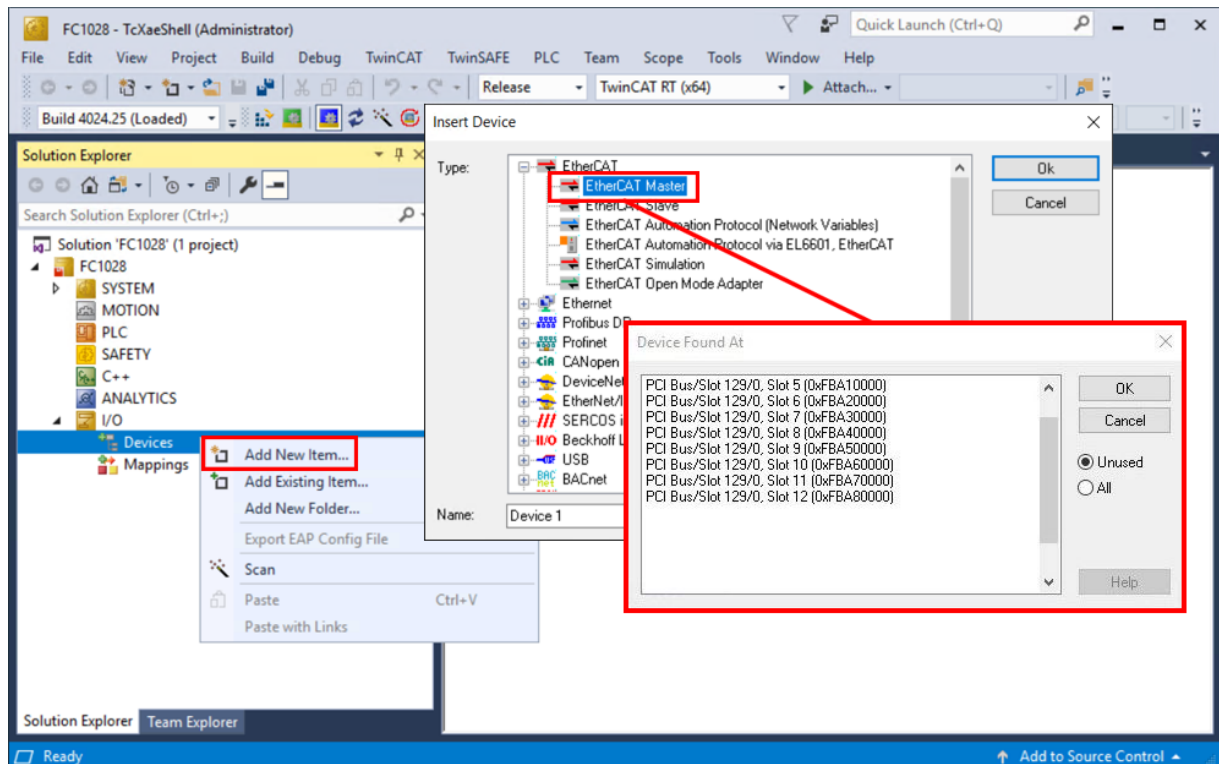 FC1028 - TcXaeShell (Administrator)
Quick Launch (Ctrl+Q)
File Edit View Project Build Debug TwinCAT TwinSAFE PLC Team Scope Tools Window Help
Release TwinCAT RT (x64) Attach...
Build 4024.25 (Loaded)
Solution Explorer
Search Solution Explorer (Ctrl+;)
Solution 'FC1028' (1 project)
FC1028
SYSTEM
MOTION
PLC
SAFETY
C++
ANALYTICS
I/O
Devices
Mappings
Add New Item...
Add Existing Item...
Add New Folder...
Export EAP Config File
Scan
Paste Ctrl+V
Paste with Links
Insert Device
Type:
EtherCAT
EtherCAT Master
EtherCAT Slave
EtherCAT Automation Protocol (Network Variables)
EtherCAT Automation Protocol via EL6601, EtherCAT
EtherCAT Simulation
EtherCAT Open Mode Adapter
Ethernet
Profibus DP
Profinet
CANopen
DeviceNet
EtherNet/I
SERCOS i
Beckhoff L
USB
BACnet
Ok
Cancel
Name: Device 1
Device Found At
PCI Bus/Slot 129/0, Slot 5 (0xFBA10000)
PCI Bus/Slot 129/0, Slot 6 (0xFBA20000)
PCI Bus/Slot 129/0, Slot 7 (0xFBA30000)
PCI Bus/Slot 129/0, Slot 8 (0xFBA40000)
PCI Bus/Slot 129/0, Slot 9 (0xFBA50000)
PCI Bus/Slot 129/0, Slot 10 (0xFBA60000)
PCI Bus/Slot 129/0, Slot 11 (0xFBA70000)
PCI Bus/Slot 129/0, Slot 12 (0xFBA80000)
OK
Cancel
Unused
All
Help
Solution Explorer Team Explorer
Ready
Add to Source Control